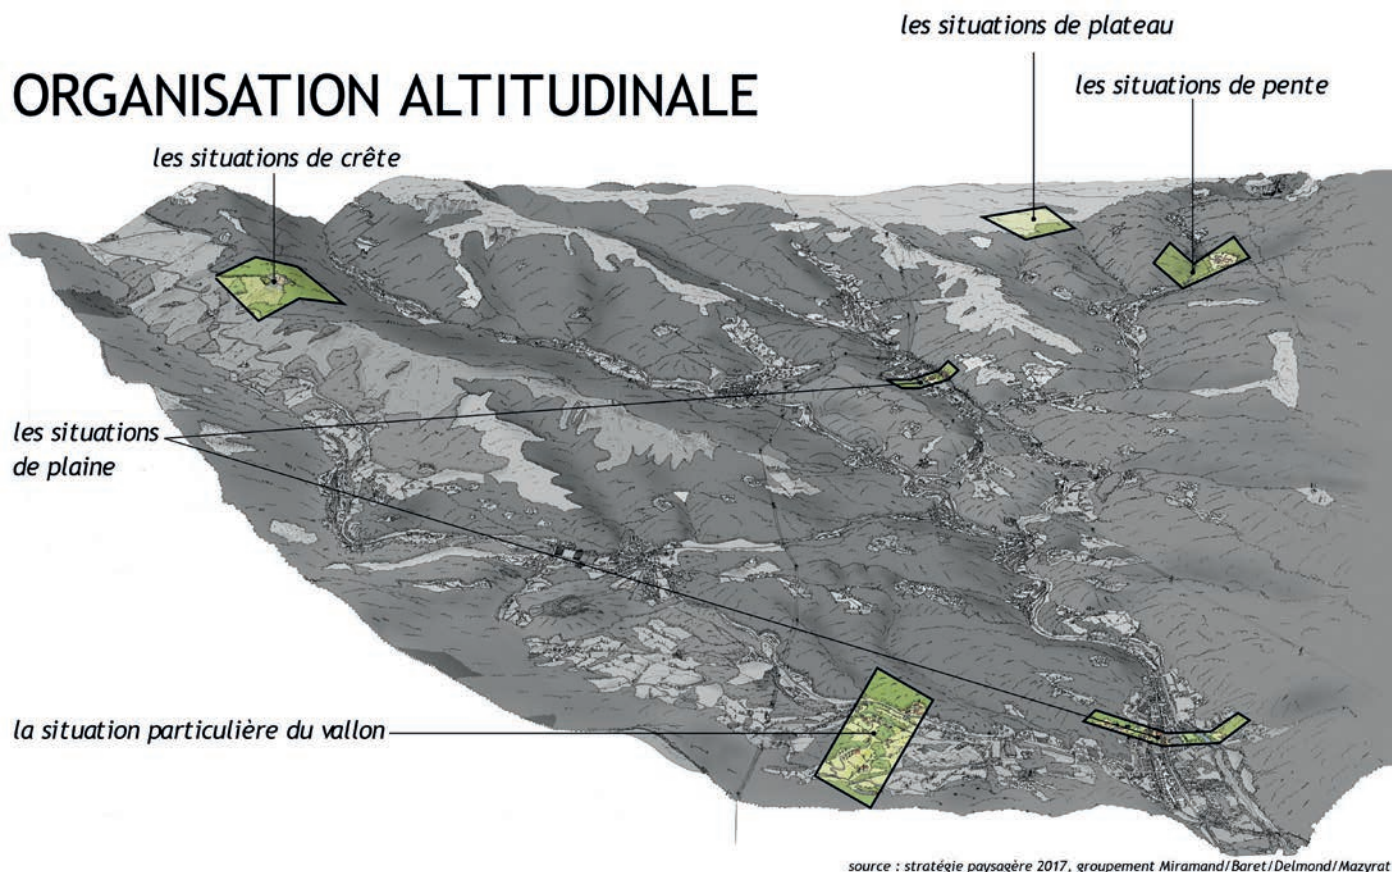 les situations de plateau
ORGANISATION ALTITUDINALE
les situations de pente
les situations de crête
les situations
de plaine
la situation particulière du vallon
source : stratégie paysagère 2017, groupement Miramand/Baret/Delmond/Mazyrat